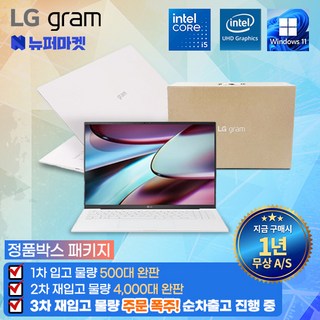 LG gram
뉴퍼마켓
intel
CORE
i5
intel
UHD Graphics
Windows 11
gram
LG gram
지금 구매시
1년
무상 A/S
정품박스 패키지
1차 입고 물량 500대 완판
2차 재입고 물량 4,000대 완판
3차 재입고 물량 주문 폭주! 순차출고 진행 중